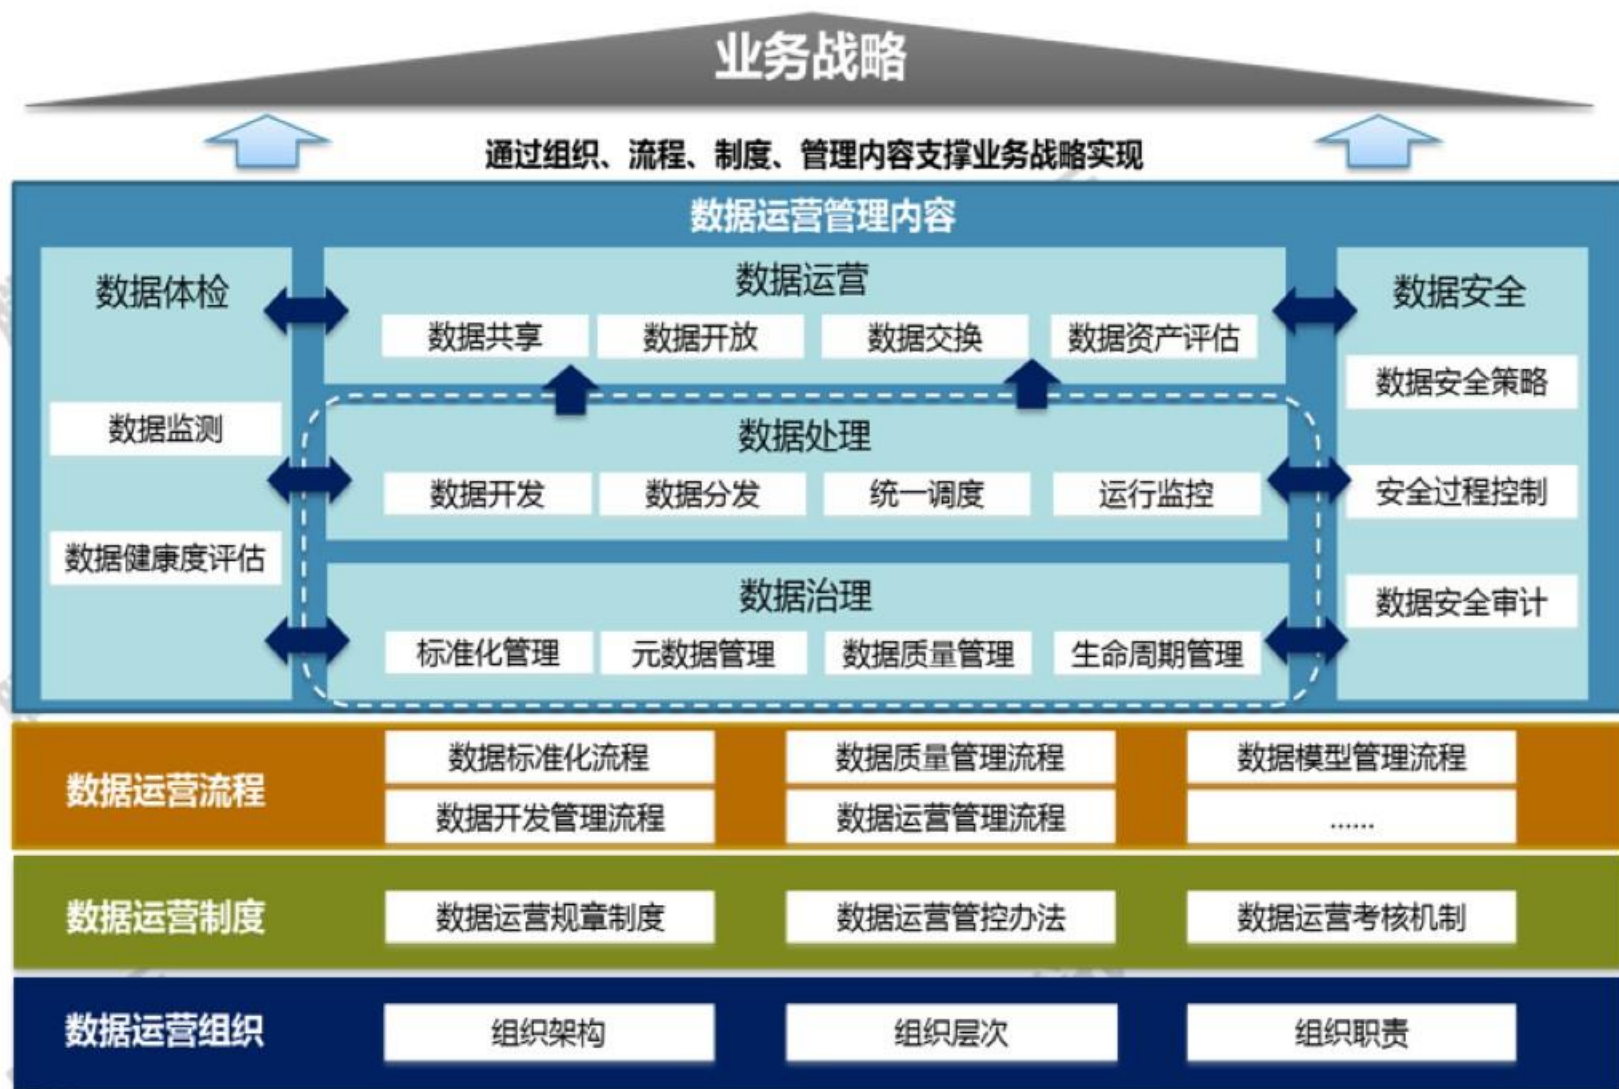 业务战略
通过组织、流程、制度、管理内容支撑业务战略实现
数据运营管理内容
数据体检
数据监测
数据健康度评估
数据运营
数据共享
数据开放
数据交换
数据资产评估
数据处理
数据开发
数据分发
统一调度
运行监控
数据治理
标准化管理
元数据管理
数据质量管理
生命周期管理
数据安全
数据安全策略
安全过程控制
数据安全审计
数据运营流程
数据标准化流程
数据质量管理流程
数据模型管理流程
数据开发管理流程
数据运营管理流程
......
数据运营制度
数据运营规章制度
数据运营管控办法
数据运营考核机制
数据运营组织
组织架构
组织层次
组织职责